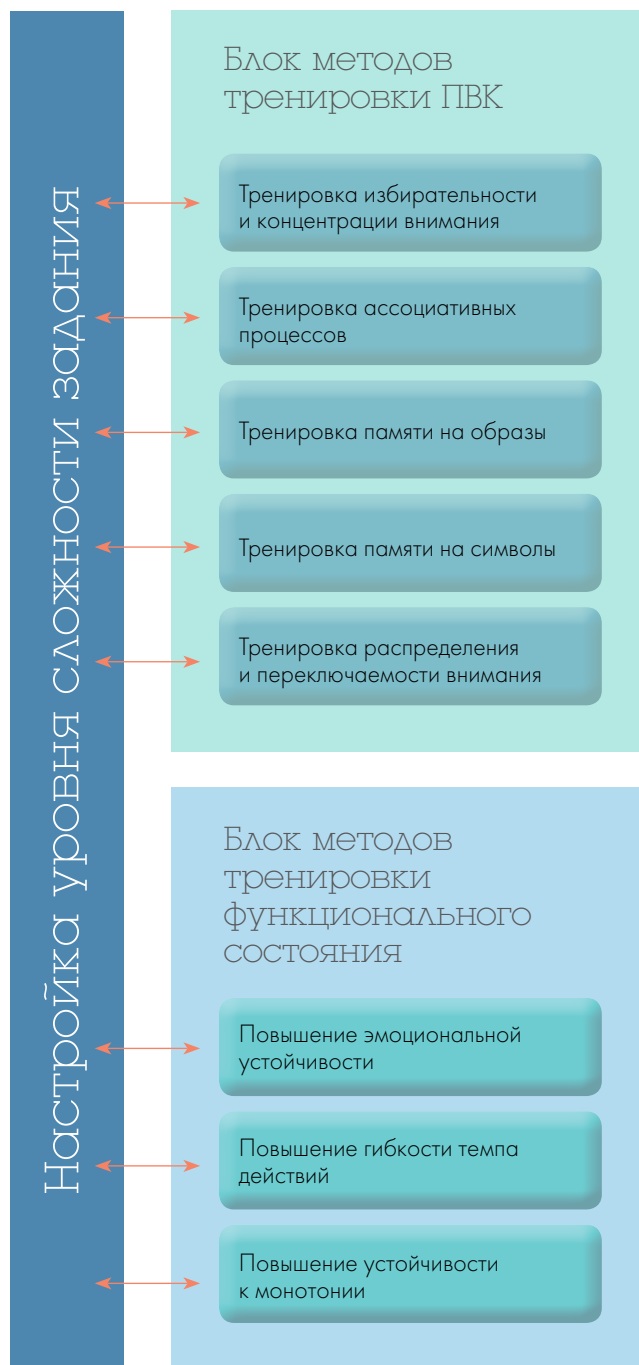 Настройка уровня сложности задания
Блок методов
тренировки ПВК
Тренировка избирательности
и концентрации внимания
Тренировка ассоциативных
процессов
Тренировка памяти на образы
Тренировка памяти на символы
Тренировка распределения
и переключаемости внимания
Блок методов
тренировки
функционального
состояния
Повышение эмоциональной
устойчивости
Повышение гибкости темпа
действий
Повышение устойчивости
к монотонии